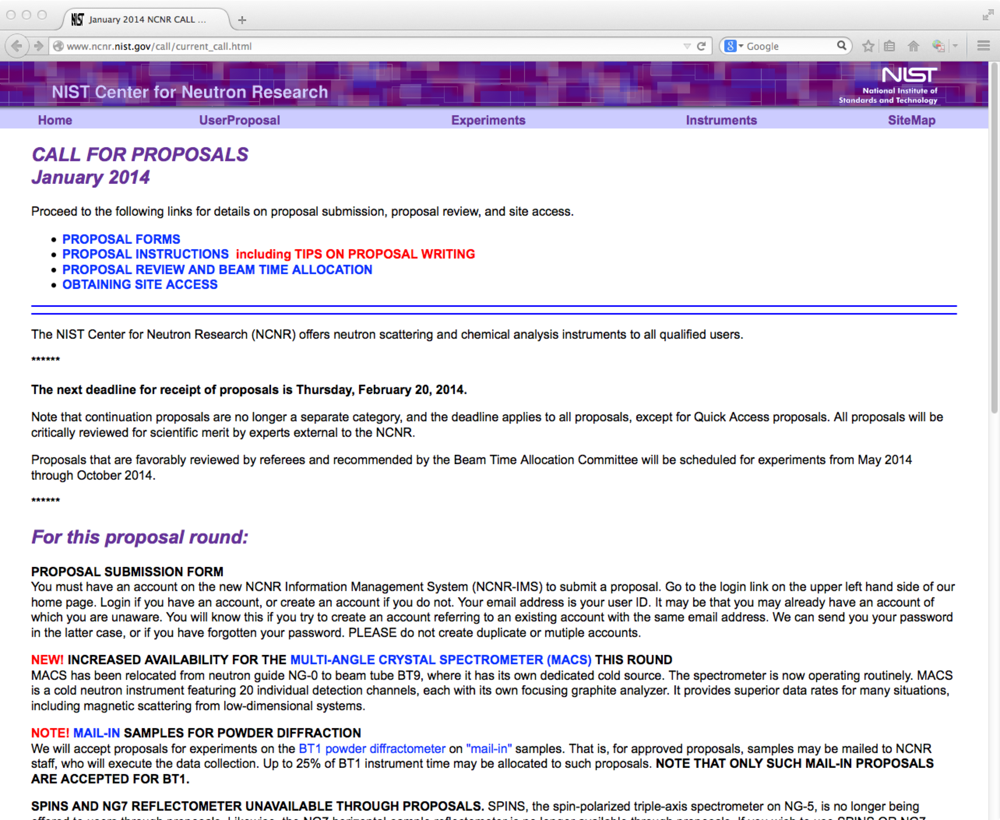 January 2014 NCNR CALL ...
www.ncnr.nist.gov/call/current_call.html
Google
NIST Center for Neutron Research
NIST
National Institute of
Standards and Technology
Home UserProposal Experiments Instruments SiteMap
CALL FOR PROPOSALS
January 2014
Proceed to the following links for details on proposal submission, proposal review, and site access.
• PROPOSAL FORMS
• PROPOSAL INSTRUCTIONS including TIPS ON PROPOSAL WRITING
• PROPOSAL REVIEW AND BEAM TIME ALLOCATION
• OBTAINING SITE ACCESS
The NIST Center for Neutron Research (NCNR) offers neutron scattering and chemical analysis instruments to all qualified users.
******
The next deadline for receipt of proposals is Thursday, February 20, 2014.
Note that continuation proposals are no longer a separate category, and the deadline applies to all proposals, except for Quick Access proposals. All proposals will be
critically reviewed for scientific merit by experts external to the NCNR.
Proposals that are favorably reviewed by referees and recommended by the Beam Time Allocation Committee will be scheduled for experiments from May 2014
through October 2014.
******
For this proposal round:
PROPOSAL SUBMISSION FORM
You must have an account on the new NCNR Information Management System (NCNR-IMS) to submit a proposal. Go to the login link on the upper left hand side of our
home page. Login if you have an account, or create an account if you do not. Your email address is your user ID. It may be that you may already have an account of
which you are unaware. You will know this if you try to create an account referring to an existing account with the same email address. We can send you your password
in the latter case, or if you have forgotten your password. PLEASE do not create duplicate or mutiple accounts.
NEW! INCREASED AVAILABILITY FOR THE MULTI-ANGLE CRYSTAL SPECTROMETER (MACS) THIS ROUND
MACS has been relocated from neutron guide NG-0 to beam tube BT9, where it has its own dedicated cold source. The spectrometer is now operating routinely. MACS
is a cold neutron instrument featuring 20 individual detection channels, each with its own focusing graphite analyzer. It provides superior data rates for many situations,
including magnetic scattering from low-dimensional systems.
NOTE! MAIL-IN SAMPLES FOR POWDER DIFFRACTION
We will accept proposals for experiments on the BT1 powder diffractometer on "mail-in" samples. That is, for approved proposals, samples may be mailed to NCNR
staff, who will execute the data collection. Up to 25% of BT1 instrument time may be allocated to such proposals. NOTE THAT ONLY SUCH MAIL-IN PROPOSALS
ARE ACCEPTED FOR BT1.
SPINS AND NG7 REFLECTOMETER UNAVAILABLE THROUGH PROPOSALS. SPINS, the spin-polarized triple-axis spectrometer on NG-5, is no longer being